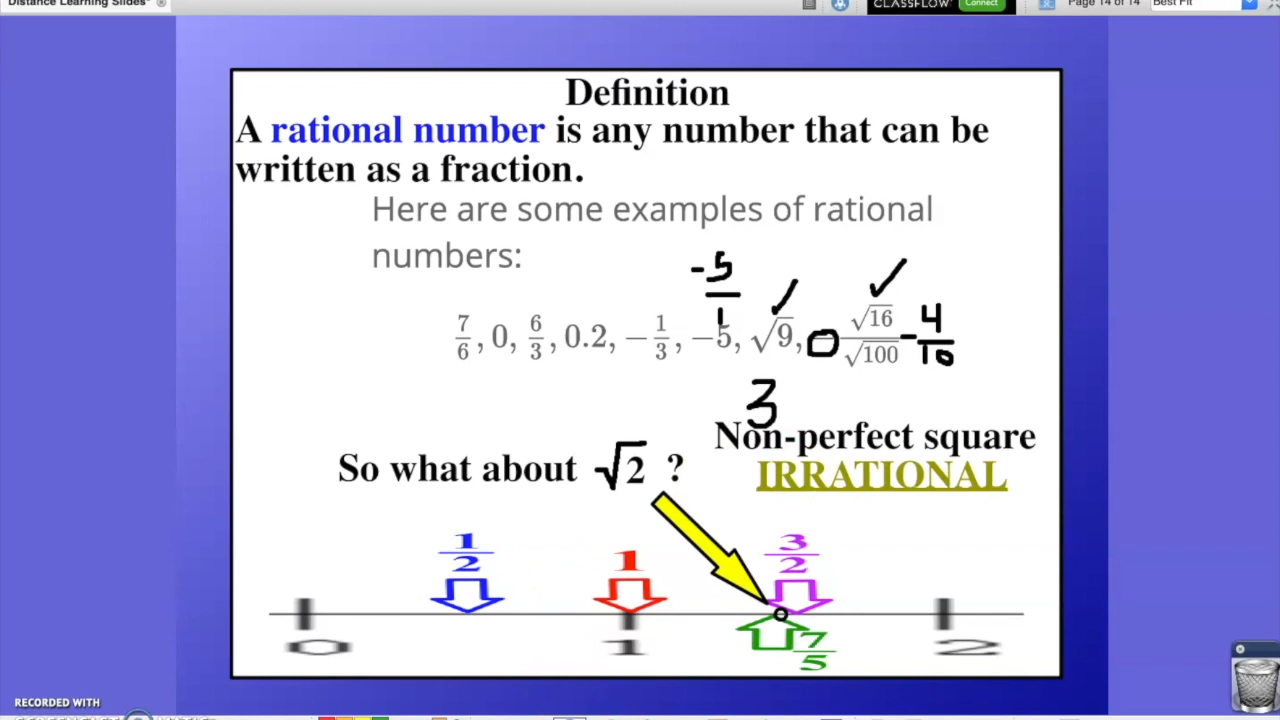 Distance Learning Slides*
CLASSFLOW Connect
Page 14 of 14
Best Fit
Definition
A rational number is any number that can be
written as a fraction.
Here are some examples of rational
numbers:
-5/1 ✓ ✓
7/6, 0, 6/3, 0.2, −1/3, −5, √9, 0 √16/√100 - 4/10
3
Non-perfect square
So what about √2 ?
IRRATIONAL
1/2 1 3/2
0 1 7/5 2
RECORDED WITH